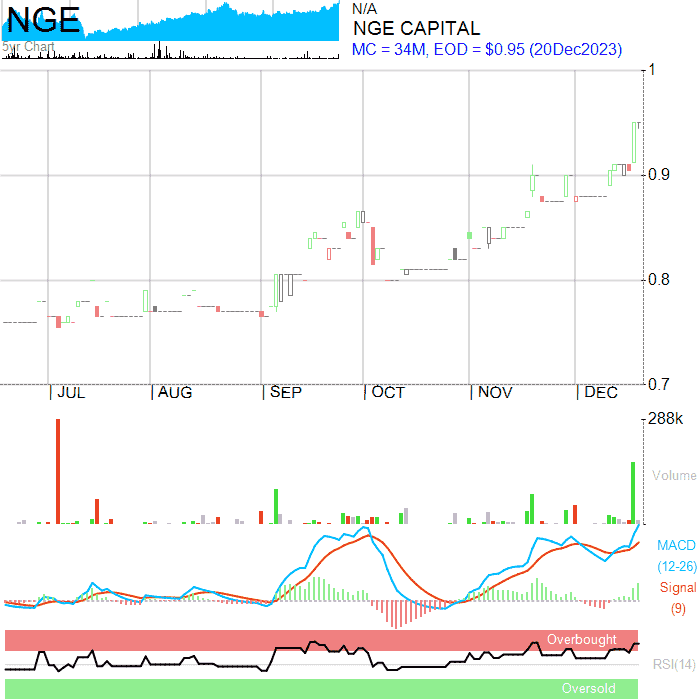 NGE
5yr Chart
N/A
NGE CAPITAL
MC = 34M, EOD = $0.95 (20Dec2023)
1
0.9
0.8
0.7
JUL AUG SEP OCT NOV DEC
288k
Volume
MACD
(12-26)
Signal
(9)
Overbought
RSI(14)
Oversold